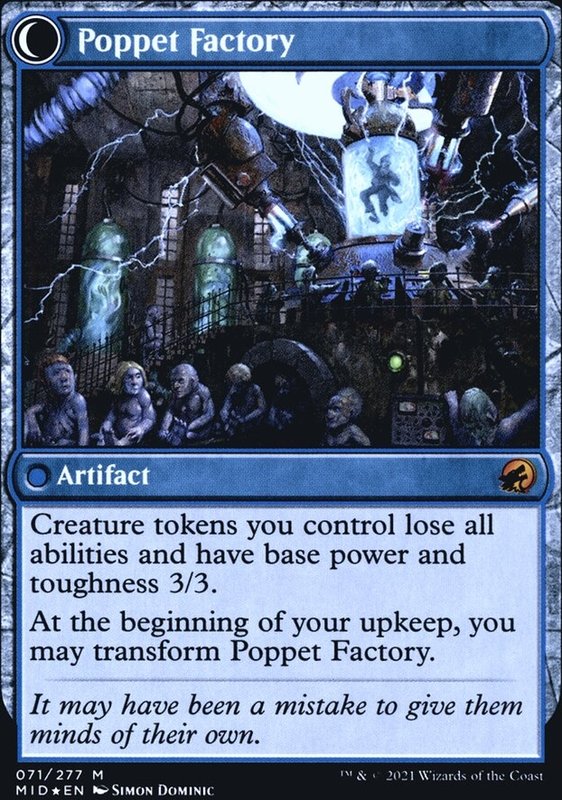 Poppet Factory
Artifact
Creature tokens you control lose all
abilities and have base power and
toughness 3/3.
At the beginning of your upkeep, you
may transform Poppet Factory.
It may have been a mistake to give them
minds of their own.
071/277 M
™ & © 2021 Wizards of the Coast
MID★EN Simon Dominic